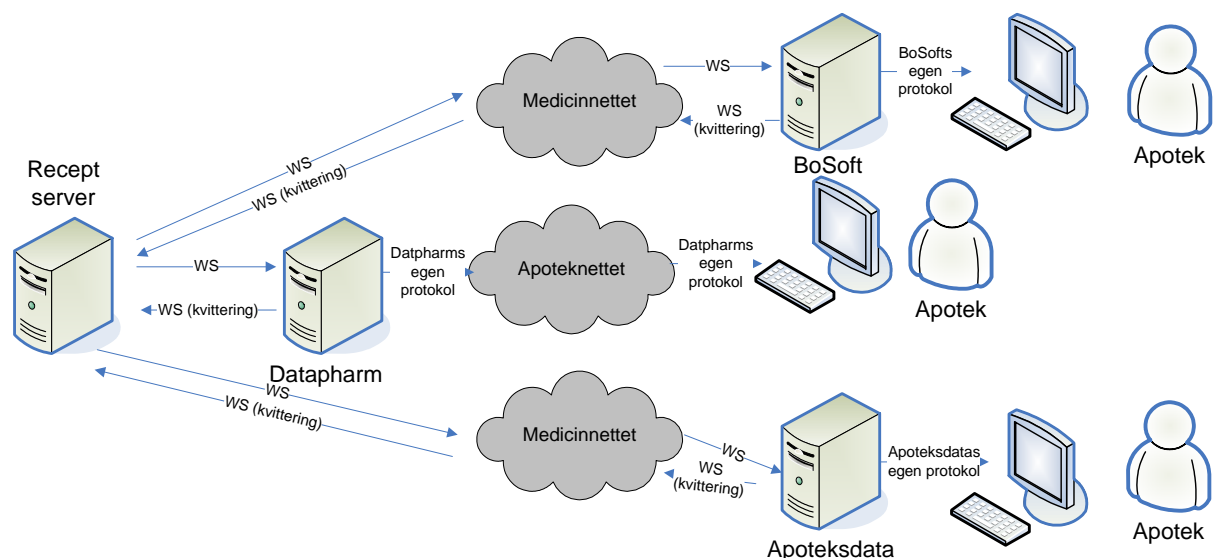 Medicinnettet
WS
WS
(kvittering)
BoSofts
egen
protokol
BoSoft
Apotek
WS
WS (kvittering)
Recept
server
WS
WS (kvittering)
Datapharm
Datpharms
egen
protokol
Apoteknettet
Datpharms
egen
protokol
Apotek
WS
WS (kvittering)
Medicinnettet
WS
WS
(kvittering)
Apoteksdatas
egen protokol
Apoteksdata
Apotek